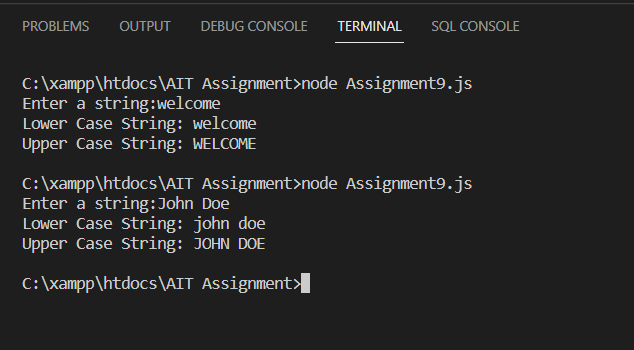 PROBLEMS OUTPUT DEBUG CONSOLE TERMINAL SQL CONSOLE
C:\xampp\htdocs\AIT Assignment>node Assignment9.js
Enter a string:welcome
Lower Case String: welcome
Upper Case String: WELCOME
C:\xampp\htdocs\AIT Assignment>node Assignment9.js
Enter a string:John Doe
Lower Case String: john doe
Upper Case String: JOHN DOE
C:\xampp\htdocs\AIT Assignment>